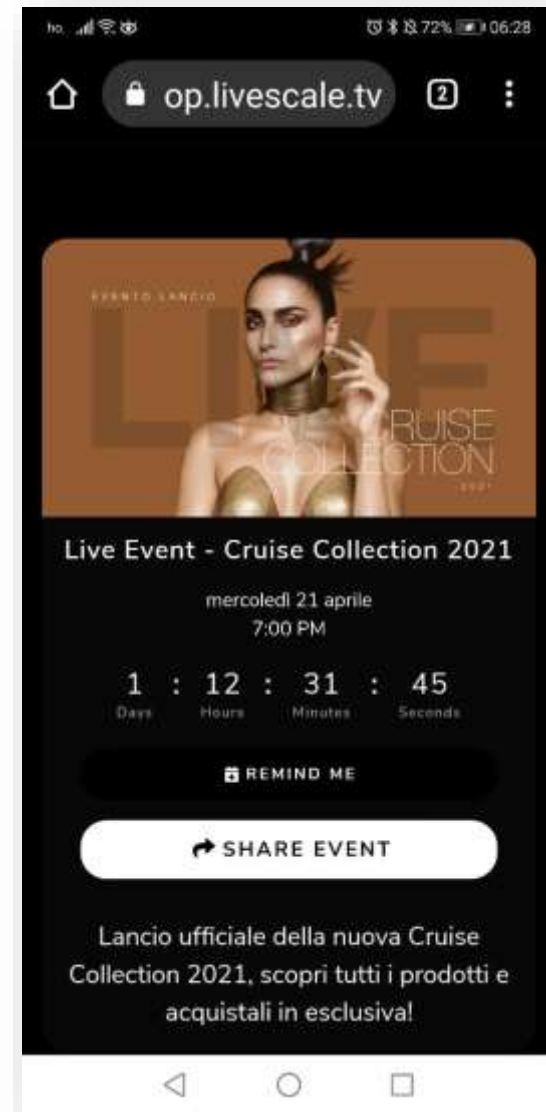 ho. 72% 06:28
op.livescale.tv 2
EVENTO LANCIO
LIVE
CRUISE
COLLECTION
2021
Live Event - Cruise Collection 2021
mercoledì 21 aprile
7:00 PM
1 : 12 : 31 : 45
Days Hours Minutes Seconds
REMIND ME
SHARE EVENT
Lancio ufficiale della nuova Cruise
Collection 2021, scopri tutti i prodotti e
acquistali in esclusiva!